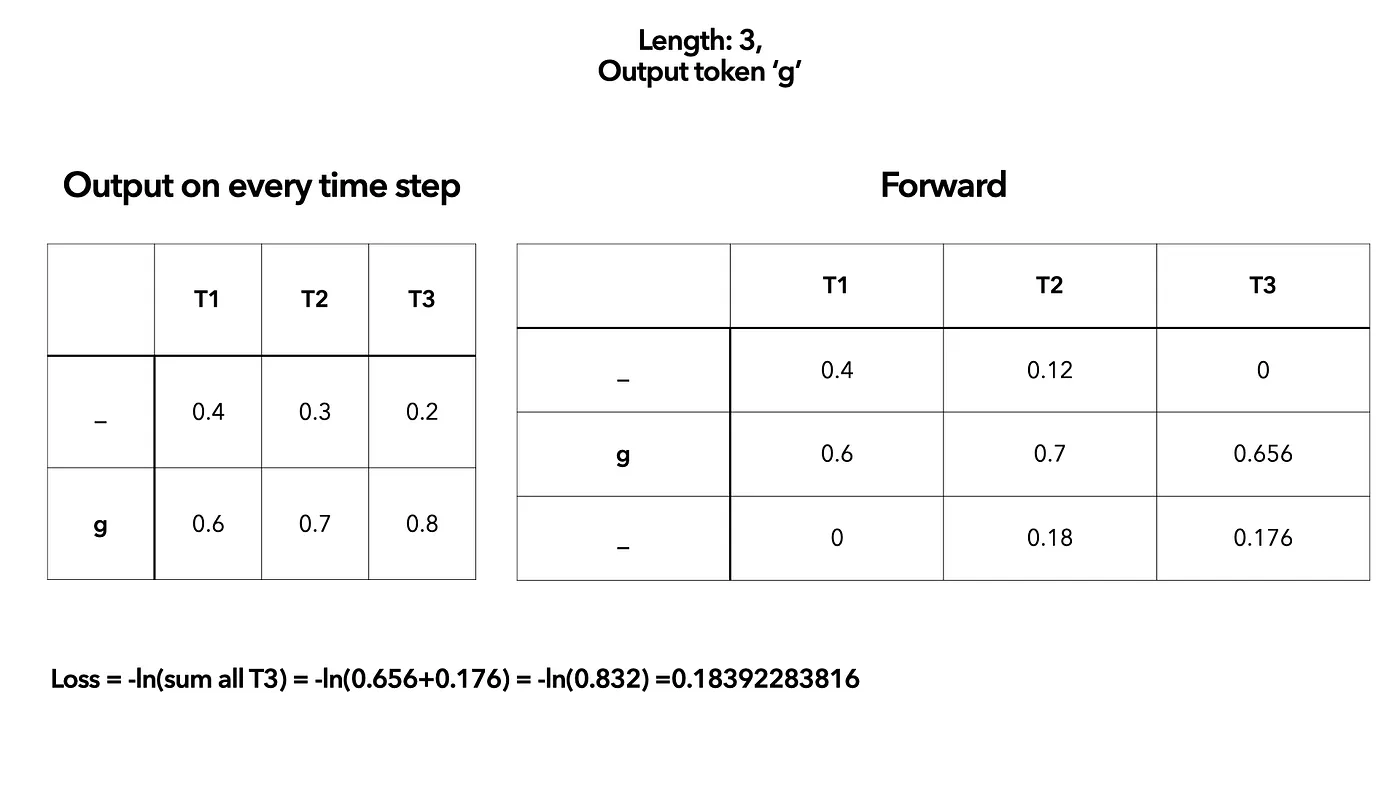 Length: 3,
Output token ‘g’
Output on every time step
T1 T2 T3
_ 0.4 0.3 0.2
g 0.6 0.7 0.8
Forward
T1 T2 T3
_ 0.4 0.12 0
g 0.6 0.7 0.656
_ 0 0.18 0.176
Loss = -ln(sum all T3) = -ln(0.656+0.176) = -ln(0.832) =0.18392283816